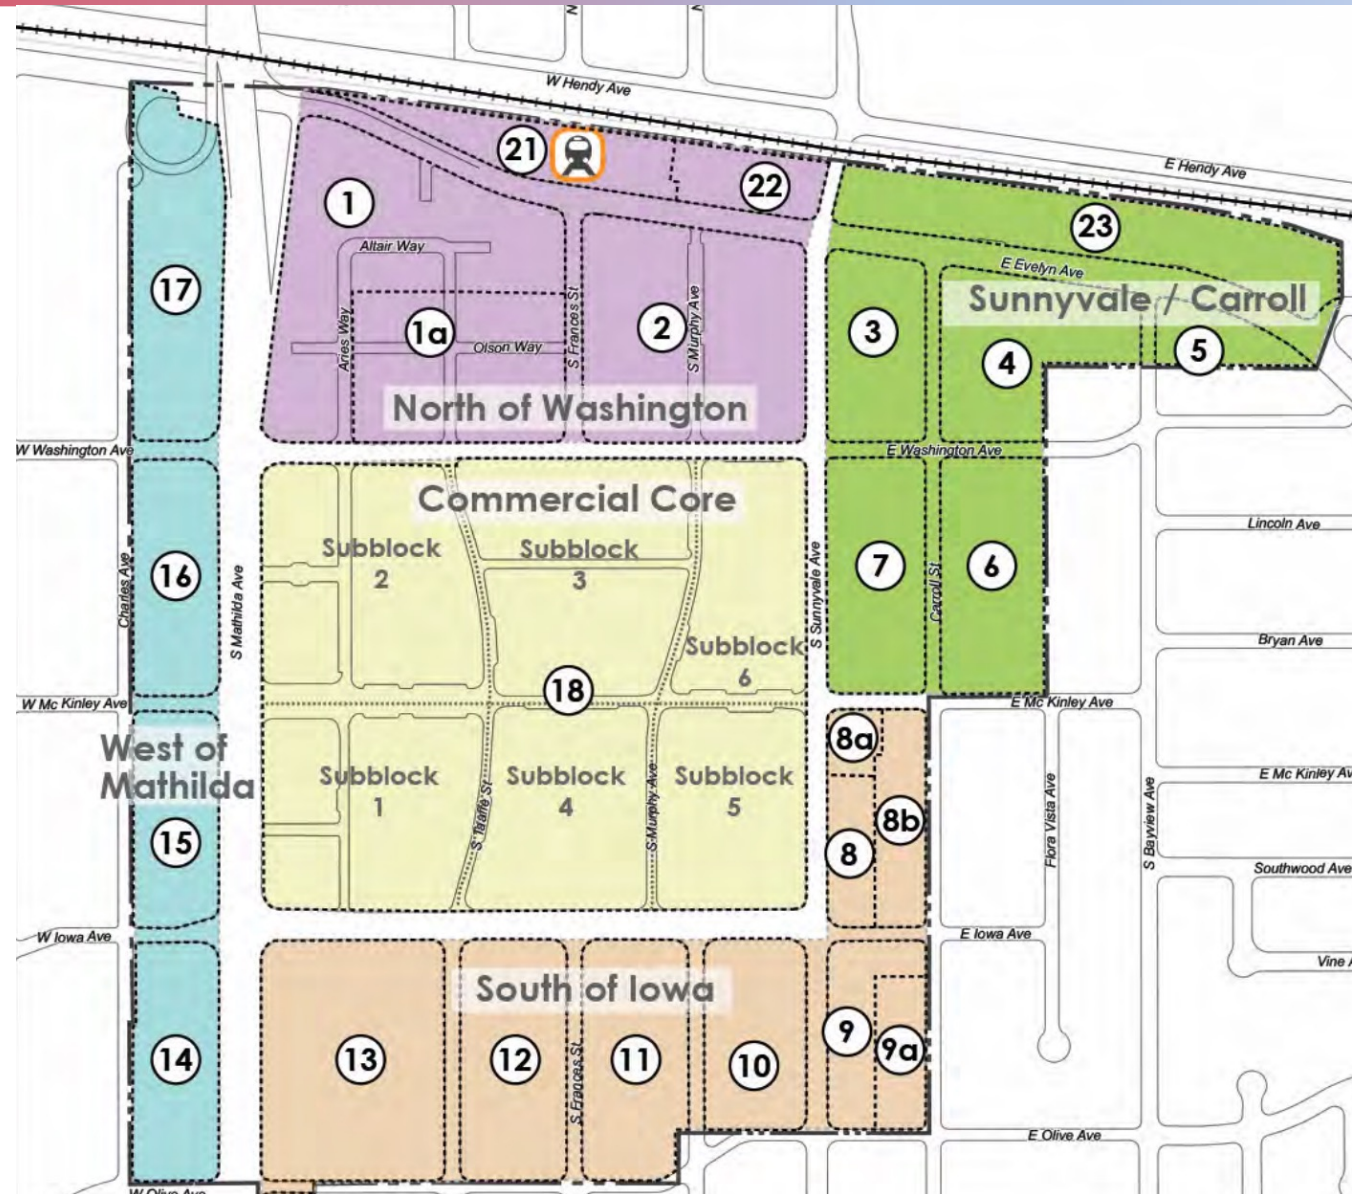 N
N
W Hendy Ave
E Hendy Ave
21
22
1
23
Altair Way
E Evelyn Ave
17
Sunnyvale / Carroll
Aries Way
1a
Olson Way
S Frances St
2
S Murphy Ave
3
4
5
North of Washington
W Washington Ave
E Washington Ave
Commercial Core
Lincoln Ave
Subblock
2
Subblock
3
16
Charles Ave
S Mathilda Ave
S Sunnyvale Ave
7
Carroll St
6
Bryan Ave
Subblock
6
18
W Mc Kinley Ave
E Mc Kinley Ave
West of
Mathilda
8a
Subblock
1
Subblock
4
Subblock
5
E Mc Kinley Av
S Taaffe St
S Murphy Ave
8b
Flora Vista Ave
S Bayview Ave
15
8
Southwood Ave
W Iowa Ave
E Iowa Ave
Vine A
South of Iowa
14
13
12
S Frances St
11
10
9
9a
E Olive Ave
W Olive Ave